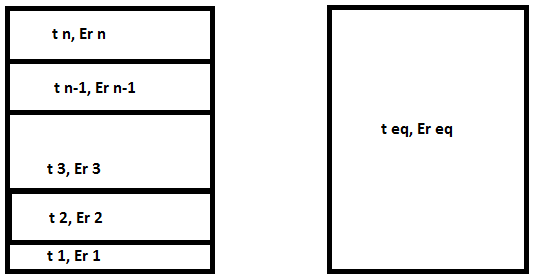 t n, Er n
t n-1, Er n-1
t 3, Er 3
t 2, Er 2
t 1, Er 1
t eq, Er eq